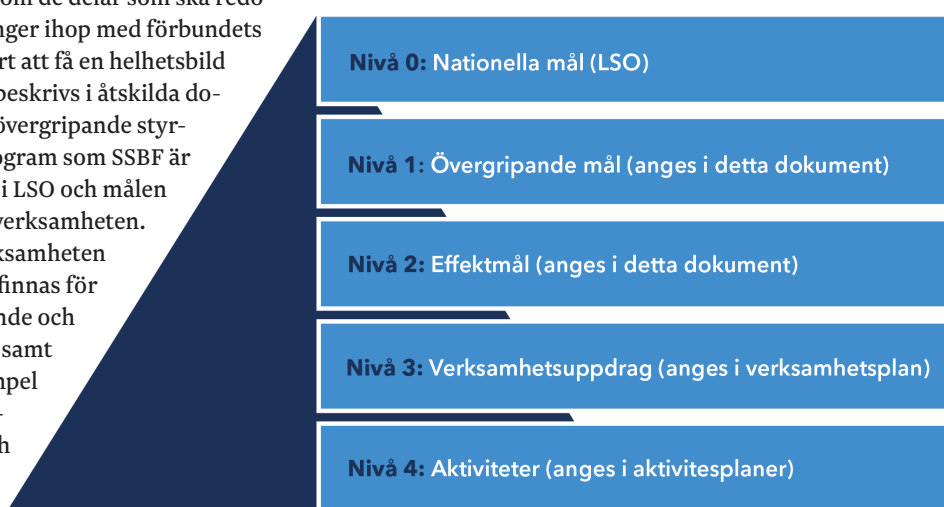 om de delar som ska redo
nger ihop med förbundets
rt att få en helhetsbild
beskrivs i åtskilda do-
övergripande styr-
ogram som SSBF är
i LSO och målen
verksamheten.
ksamheten
finnas för
nde och
samt
mpel
-
h
Nivå 0: Nationella mål (LSO)
Nivå 1: Övergripande mål (anges i detta dokument)
Nivå 2: Effektmål (anges i detta dokument)
Nivå 3: Verksamhetsuppdrag (anges i verksamhetsplan)
Nivå 4: Aktiviteter (anges i aktivitesplaner)